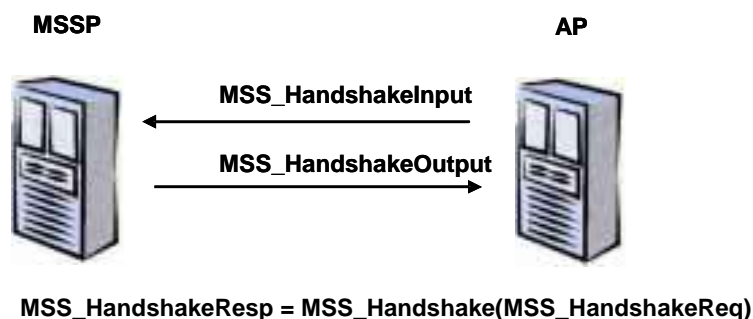 MSSP
AP
MSS_HandshakeInput
MSS_HandshakeOutput
MSS_HandshakeResp = MSS_Handshake(MSS_HandshakeReq)